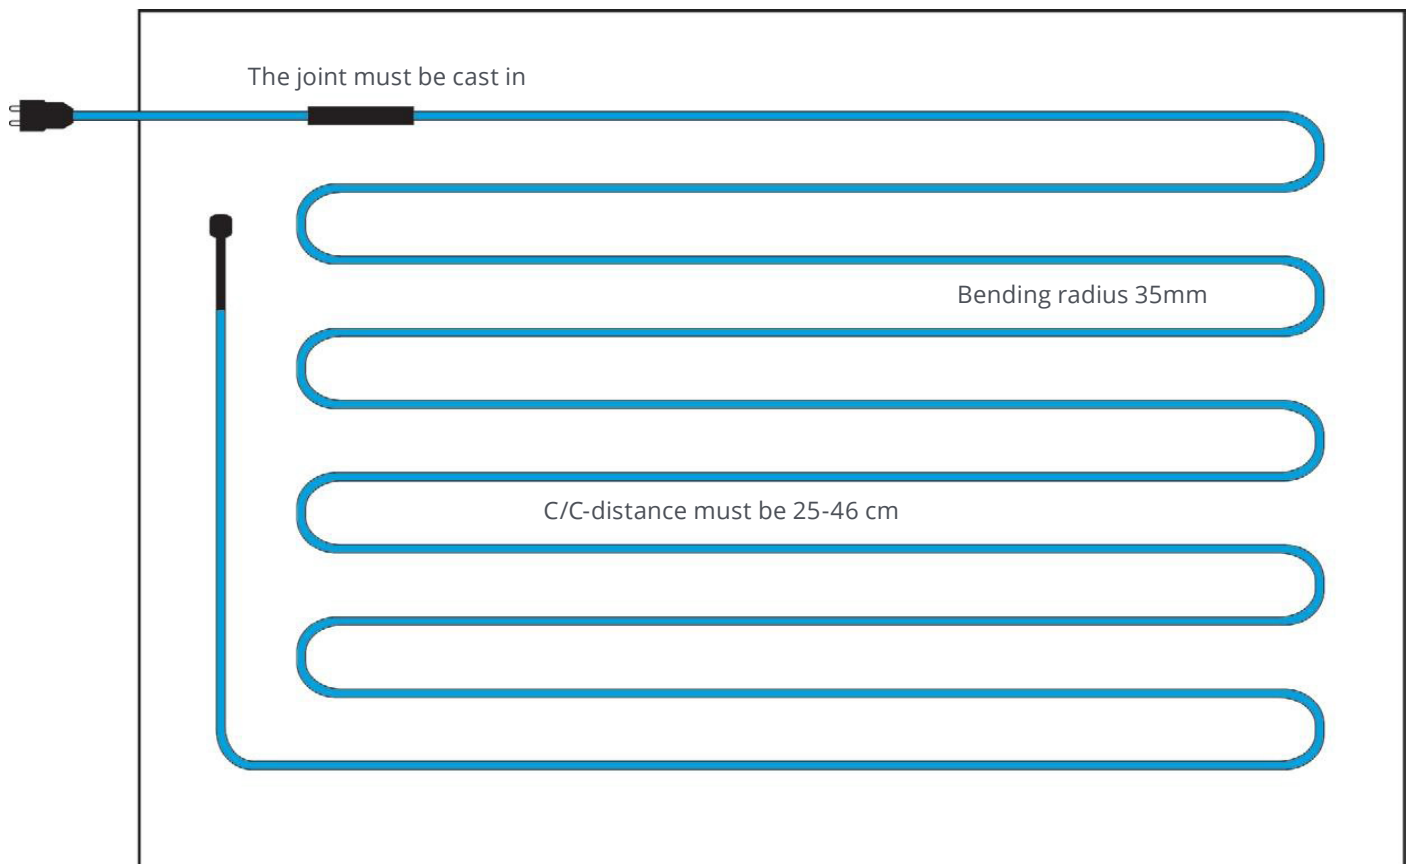 The joint must be cast in
Bending radius 35mm
C/C-distance must be 25-46 cm